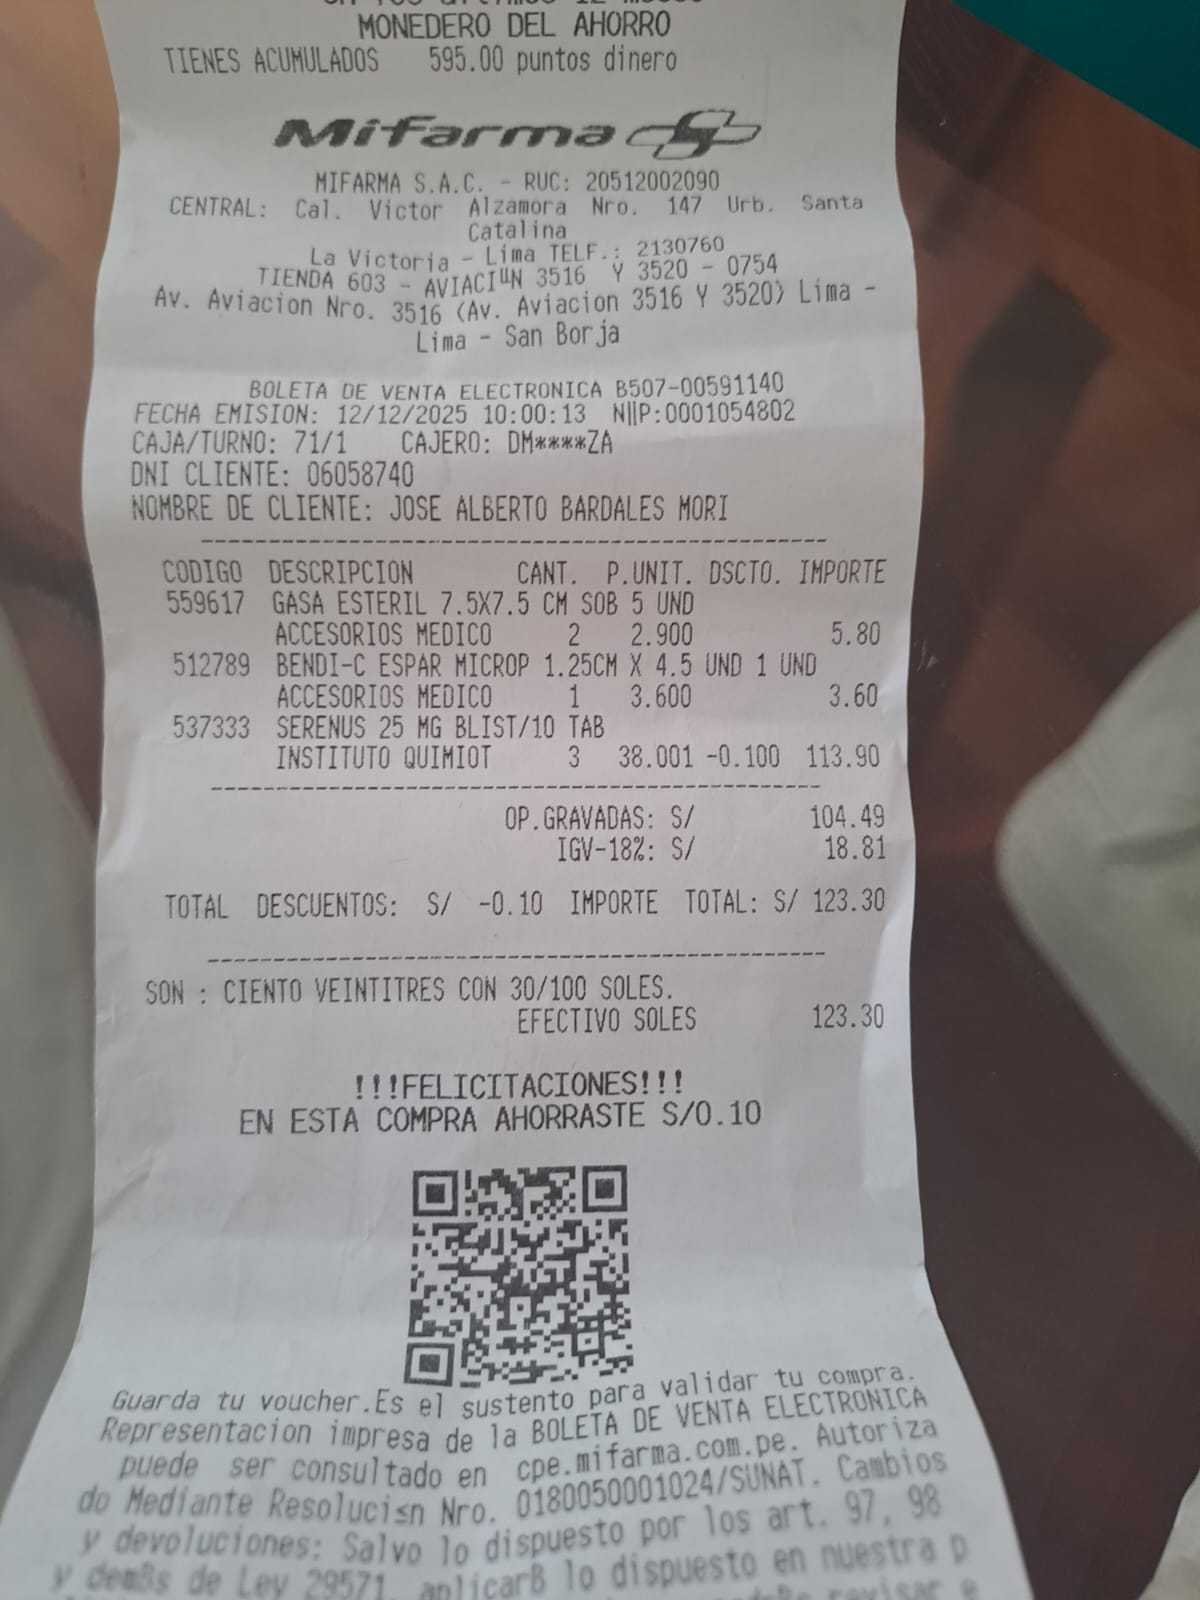 MONEDERO DEL AHORRO
TIENES ACUMULADOS 595.00 puntos dinero
Mifarma
MIFARMA S.A.C. - RUC: 20512002090
CENTRAL: Cal. Victor Alzamora Nro. 147 Urb. Santa
Catalina
La Victoria - Lima TELF.: 2130760
TIENDA 603 - AVIACIUN 3516 Y 3520 - 0754
Av. Aviacion Nro. 3516 (Av. Aviacion 3516 Y 3520) Lima -
Lima - San Borja
BOLETA DE VENTA ELECTRONICA B507-00591140
FECHA EMISION: 12/12/2025 10:00:13 N||P:0001054802
CAJA/TURNO: 71/1 CAJERO: DM****ZA
DNI CLIENTE: 06058740
NOMBRE DE CLIENTE: JOSE ALBERTO BARDALES MORI
CODIGO DESCRIPCION CANT. P.UNIT. DSCTO. IMPORTE
559617 GASA ESTERIL 7.5X7.5 CM SOB 5 UND
ACCESORIOS MEDICO 2 2.900 5.80
512789 BENDI-C ESPAR MICROP 1.25CM X 4.5 UND 1 UND
ACCESORIOS MEDICO 1 3.600 3.60
537333 SERENUS 25 MG BLIST/10 TAB
INSTITUTO QUIMIOT 3 38.001 -0.100 113.90
OP.GRAVADAS: S/ 104.49
IGV-18%: S/ 18.81
TOTAL DESCUENTOS: S/ -0.10 IMPORTE TOTAL: S/ 123.30
SON : CIENTO VEINTITRES CON 30/100 SOLES.
EFECTIVO SOLES 123.30
!!!FELICITACIONES!!!
EN ESTA COMPRA AHORRASTE S/0.10
Guarda tu voucher.Es el sustento para validar tu compra.
Representacion impresa de la BOLETA DE VENTA ELECTRONICA
puede ser consultado en cpe.mifarma.com.pe. Autoriza
do Mediante Resoluci≤n Nro. 0180050001024/SUNAT. Cambios
y devoluciones: Salvo lo dispuesto por los art. 97, 98
y demßs de Ley 29571, aplicarß lo dispuesto en nuestra p
revisar e